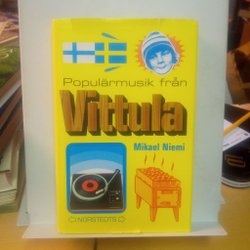 Populärmusik från
Vittula
Mikael Niemi
NORSTEDTS